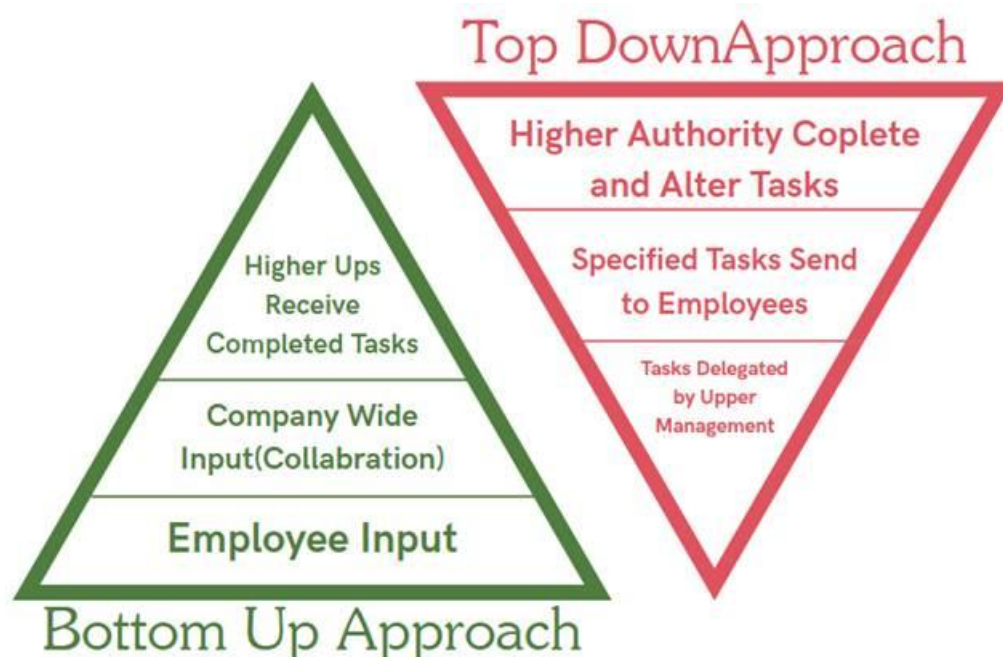 Top DownApproach
Higher Authority Coplete
and Alter Tasks
Specified Tasks Send
to Employees
Tasks Delegated
by Upper
Management
Higher Ups
Receive
Completed Tasks
Company Wide
Input(Collabration)
Employee Input
Bottom Up Approach